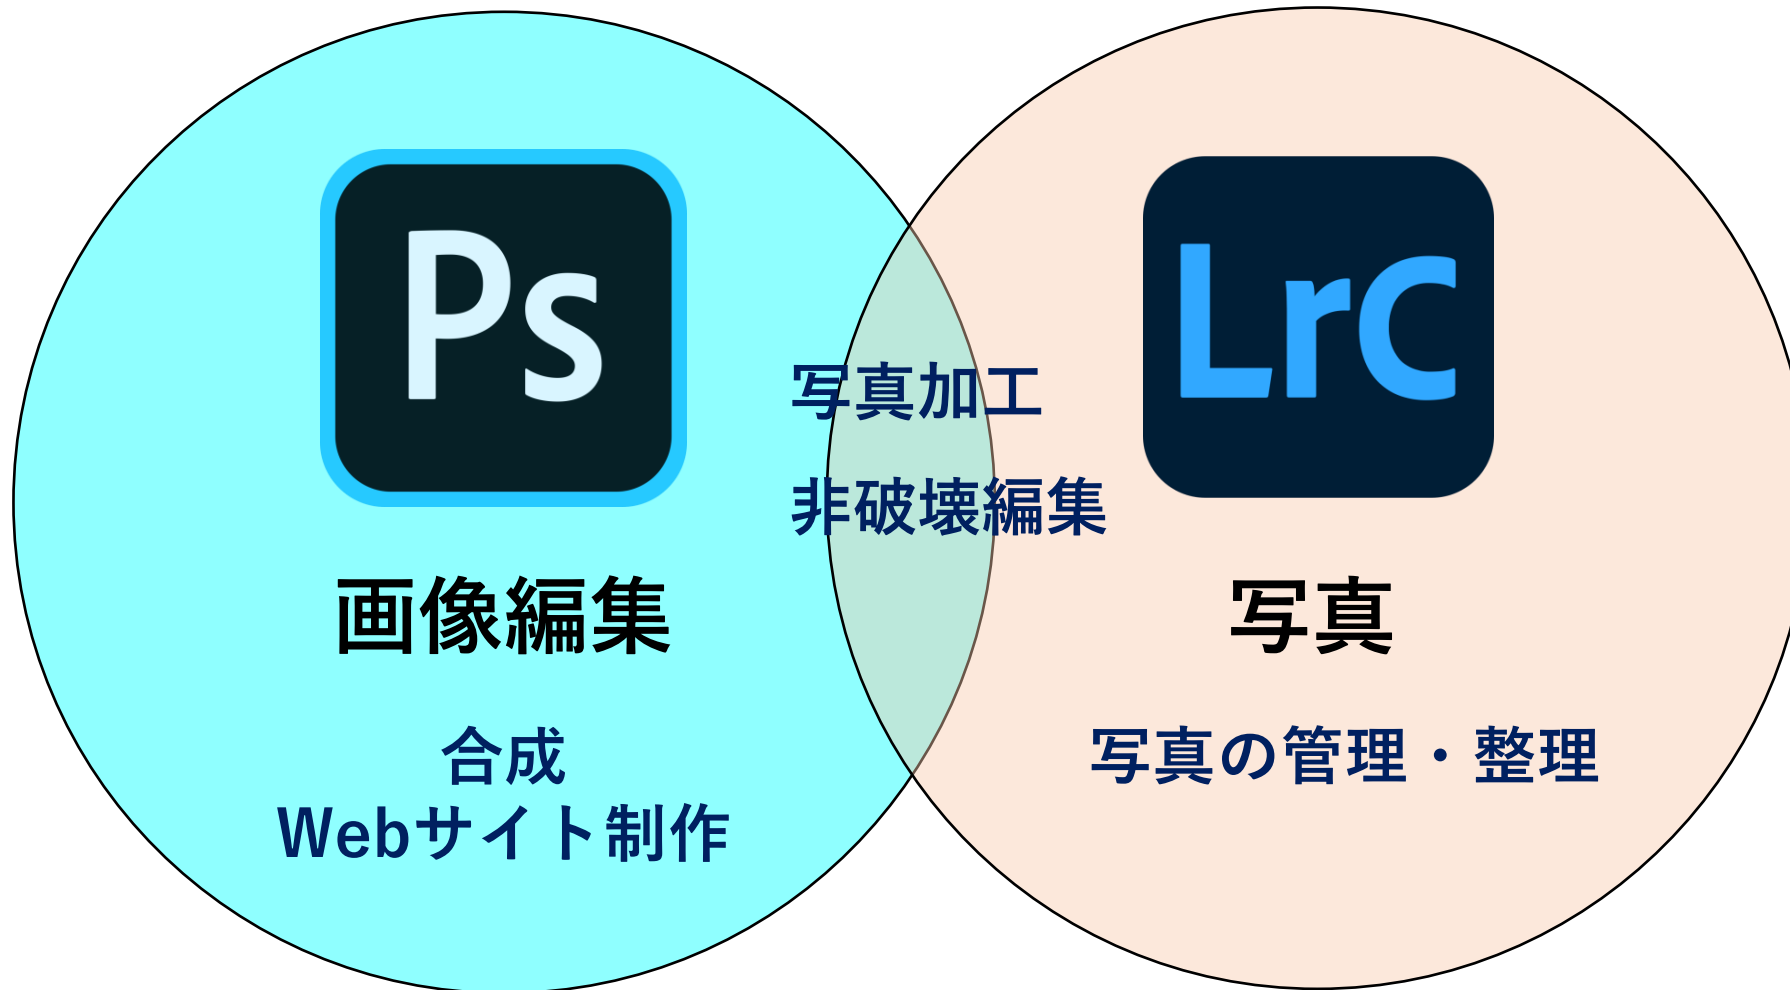 Ps
LrC
写真加工
非破壊編集
画像編集
写真
合成
Webサイト制作
写真の管理・整理